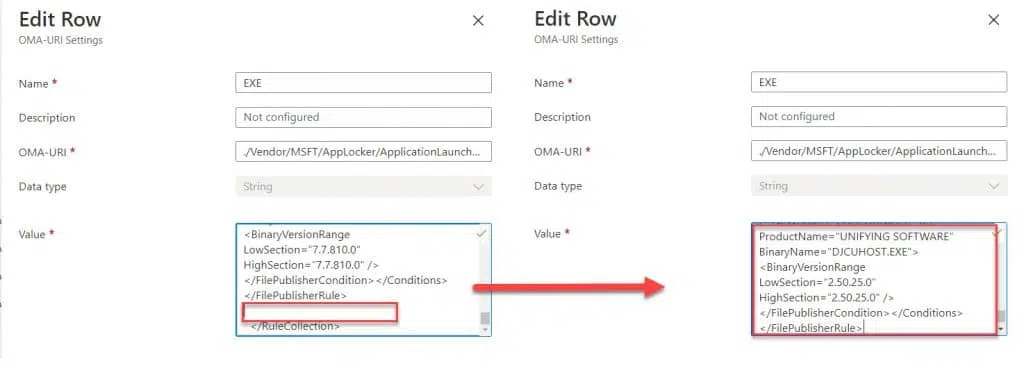 Edit Row
OMA-URI Settings
Name *
EXE
Description
Not configured
OMA-URI *
./Vendor/MSFT/AppLocker/ApplicationLaunch...
Data type
String
Value *
<BinaryVersionRange
LowSection="7.7.810.0"
HighSection="7.7.810.0" />
</FilePublisherCondition></Conditions>
</FilePublisherRule>
</RuleCollection>
Edit Row
OMA-URI Settings
Name *
EXE
Description
Not configured
OMA-URI *
./Vendor/MSFT/AppLocker/ApplicationLaunch...
Data type
String
Value *
ProductName="UNIFYING SOFTWARE"
BinaryName="DJCUHOST.EXE">
<BinaryVersionRange
LowSection="2.50.25.0"
HighSection="2.50.25.0" />
</FilePublisherCondition></Conditions>
</FilePublisherRule>